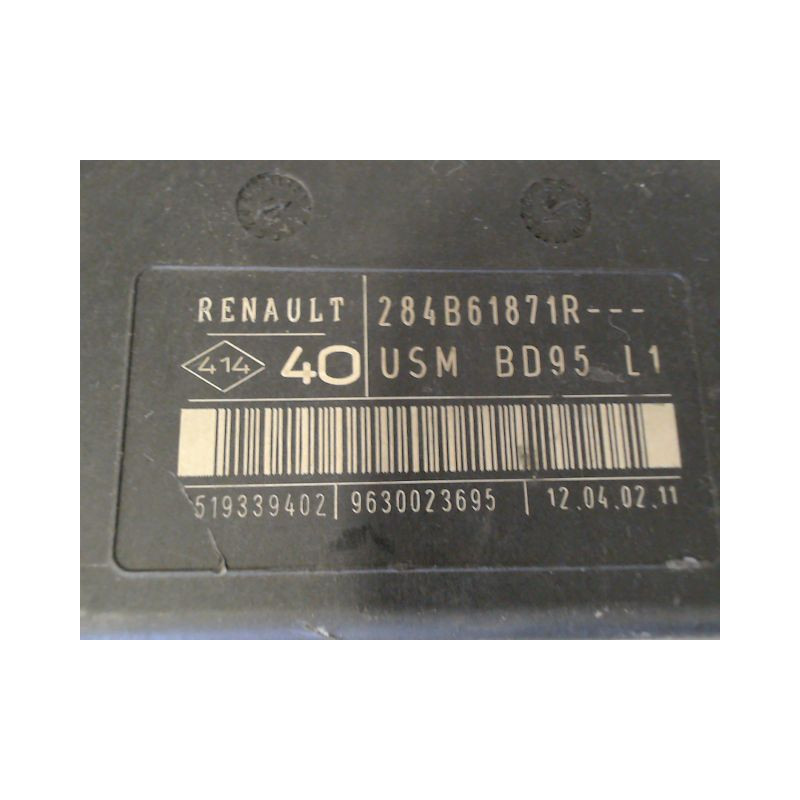 RENAULT 284B61871R---
414 40 USM BD95 L1
519339402 9630023695 12.04.02.11